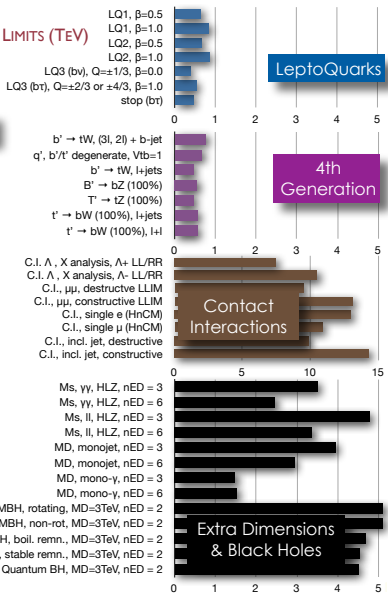 LIMITS (TeV)
LQ1, β=0.5
LQ1, β=1.0
LQ2, β=0.5
LQ2, β=1.0
LQ3 (bν), Q=±1/3, β=0.0
LQ3 (bτ), Q=±2/3 or ±4/3, β=1.0
stop (bτ)
LeptoQuarks
0 1 2 3 4 5
b' → tW, (3l, 2l) + b-jet
q', b'/t' degenerate, Vtb=1
b' → tW, l+jets
B' → bZ (100%)
T' → tZ (100%)
t' → bW (100%), l+jets
t' → bW (100%), l+l
4th
Generation
0 1 2 3 4 5
C.I. Λ , X analysis, Λ+ LL/RR
C.I. Λ , X analysis, Λ- LL/RR
C.I., μμ, destructve LLIM
C.I., μμ, constructive LLIM
C.I., single e (HnCM)
C.I., single μ (HnCM)
C.I., incl. jet, destructive
C.I., incl. jet, constructive
Contact
Interactions
0 5 10 15
Ms, γγ, HLZ, nED = 3
Ms, γγ, HLZ, nED = 6
Ms, ll, HLZ, nED = 3
Ms, ll, HLZ, nED = 6
MD, monojet, nED = 3
MD, monojet, nED = 6
MD, mono-γ, nED = 3
MD, mono-γ, nED = 6
MBH, rotating, MD=3TeV, nED = 2
MBH, non-rot, MD=3TeV, nED = 2
H, boil. remn., MD=3TeV, nED = 2
, stable remn., MD=3TeV, nED = 2
Quantum BH, MD=3TeV, nED = 2
Extra Dimensions
& Black Holes
0 1 2 3 4 5